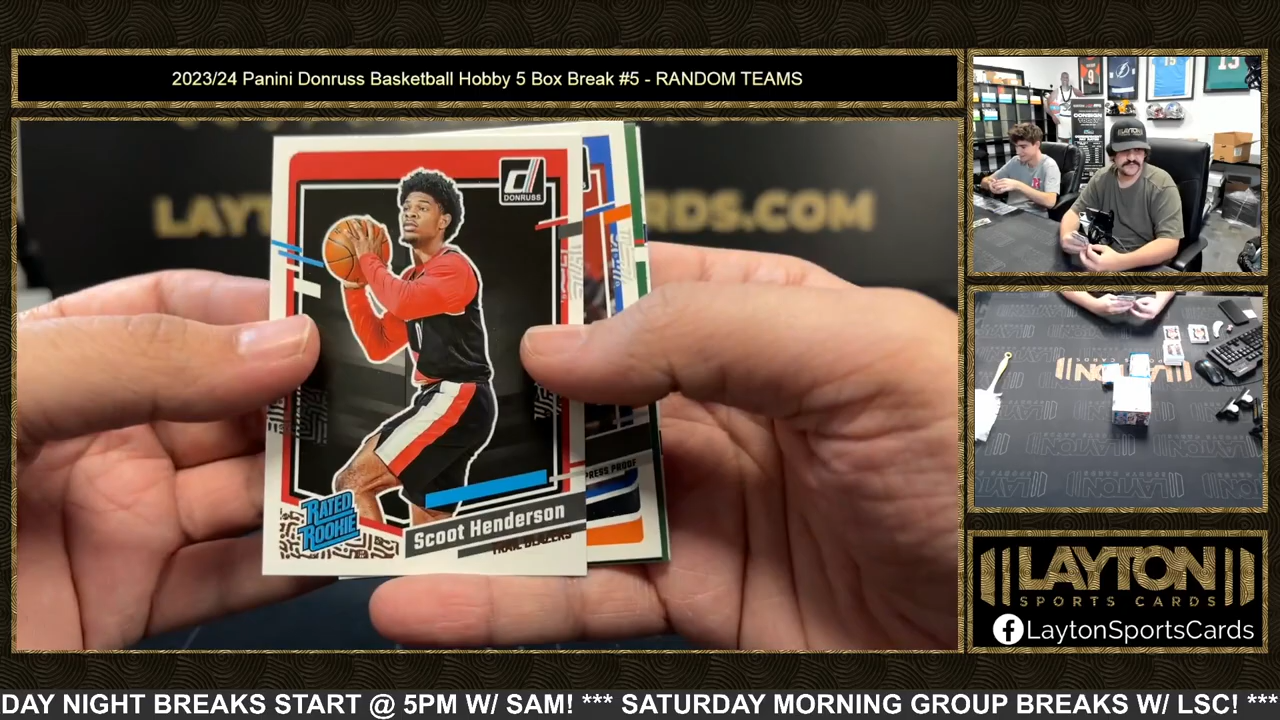 2023/24 Panini Donruss Basketball Hobby 5 Box Break #5 - RANDOM TEAMS
DONRUSS
RATED
ROOKIE
Scoot Henderson
TRAIL BLAZERS
PRESS PROOF
CONSIGN
LAYTON
SPORTS CARDS
LaytonSportsCards
DAY NIGHT BREAKS START @ 5PM W/ SAM! *** SATURDAY MORNING GROUP BREAKS W/ LSC! ***